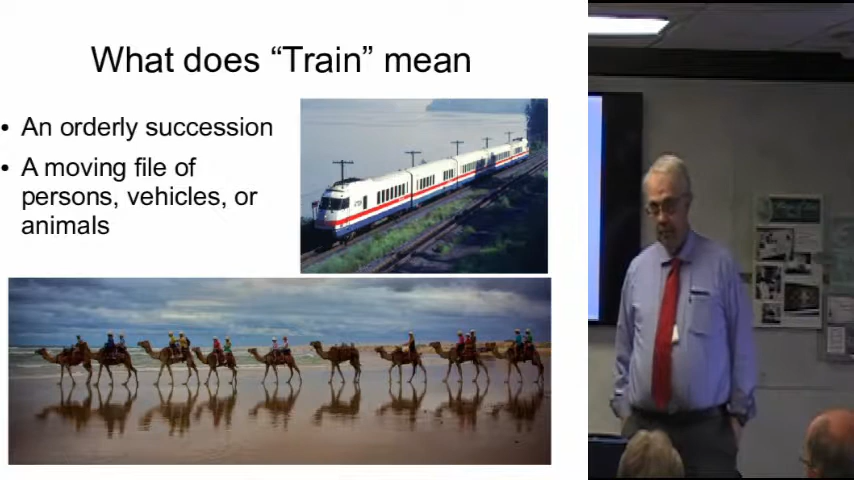 What does “Train” mean
• An orderly succession
• A moving file of
persons, vehicles, or
animals